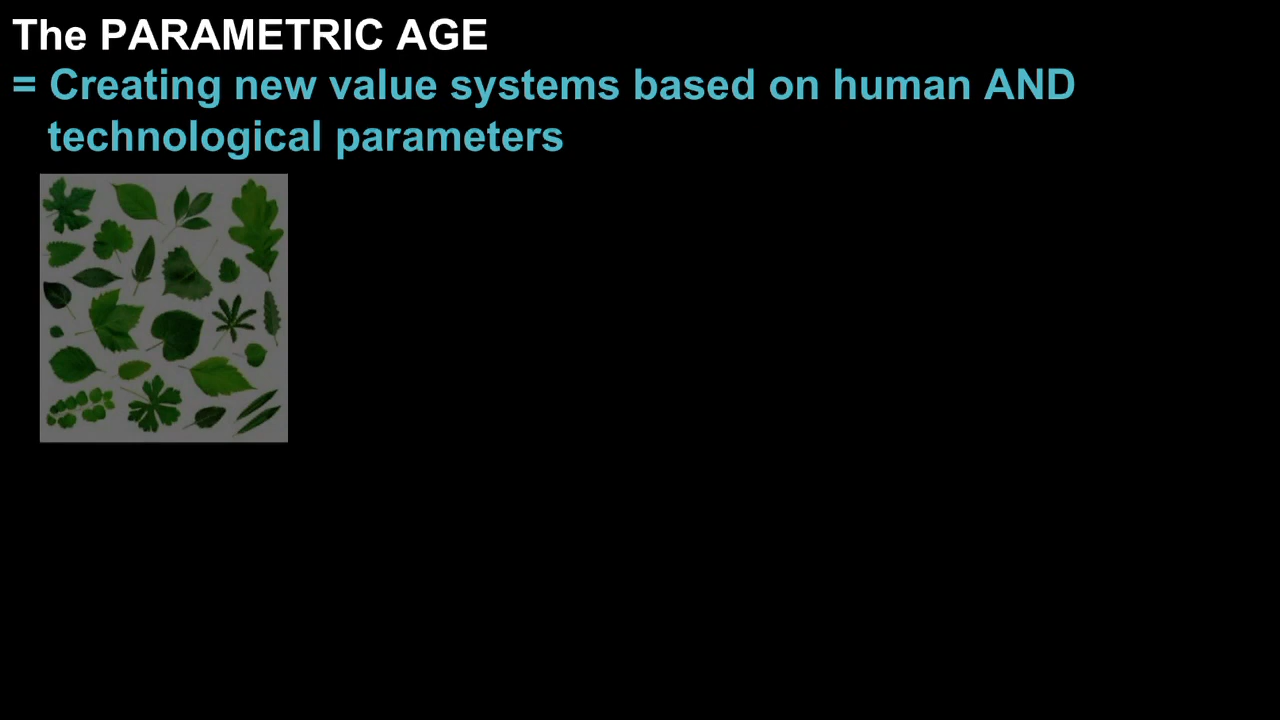 The PARAMETRIC AGE
= Creating new value systems based on human AND
technological parameters